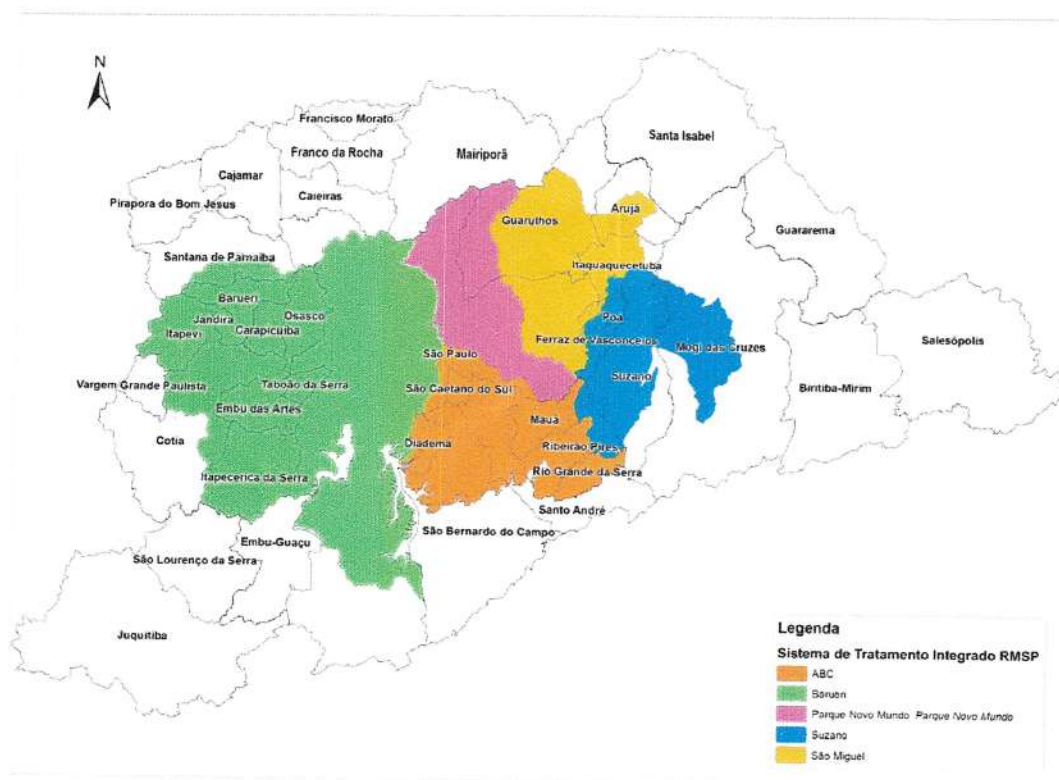 N
Francisco Morato
Franco da Rocha
Mairiporã
Santa Isabel
Cajamar
Caieiras
Pirapora do Bom Jesus
Arujá
Guarulhos
Guararema
Santana de Parnaíba
Itaquaquecetuba
Barueri
Jandira
Osasco
Itapevi
Carapicuíba
Poá
Ferraz de Vasconcelos
Mogi das Cruzes
Salesópolis
São Paulo
Suzano
Vargem Grande Paulista
Taboão da Serra
São Caetano do Sul
Biritiba-Mirim
Embu das Artes
Mauá
Cotia
Diadema
Ribeirão Pires
Itapecerica da Serra
Rio Grande da Serra
Santo André
São Bernardo do Campo
Embu-Guaçu
São Lourenço da Serra
Juquitiba
Legenda
Sistema de Tratamento Integrado RMSP
ABC
Barueri
Parque Novo Mundo Parque Novo Mundo
Suzano
São Miguel